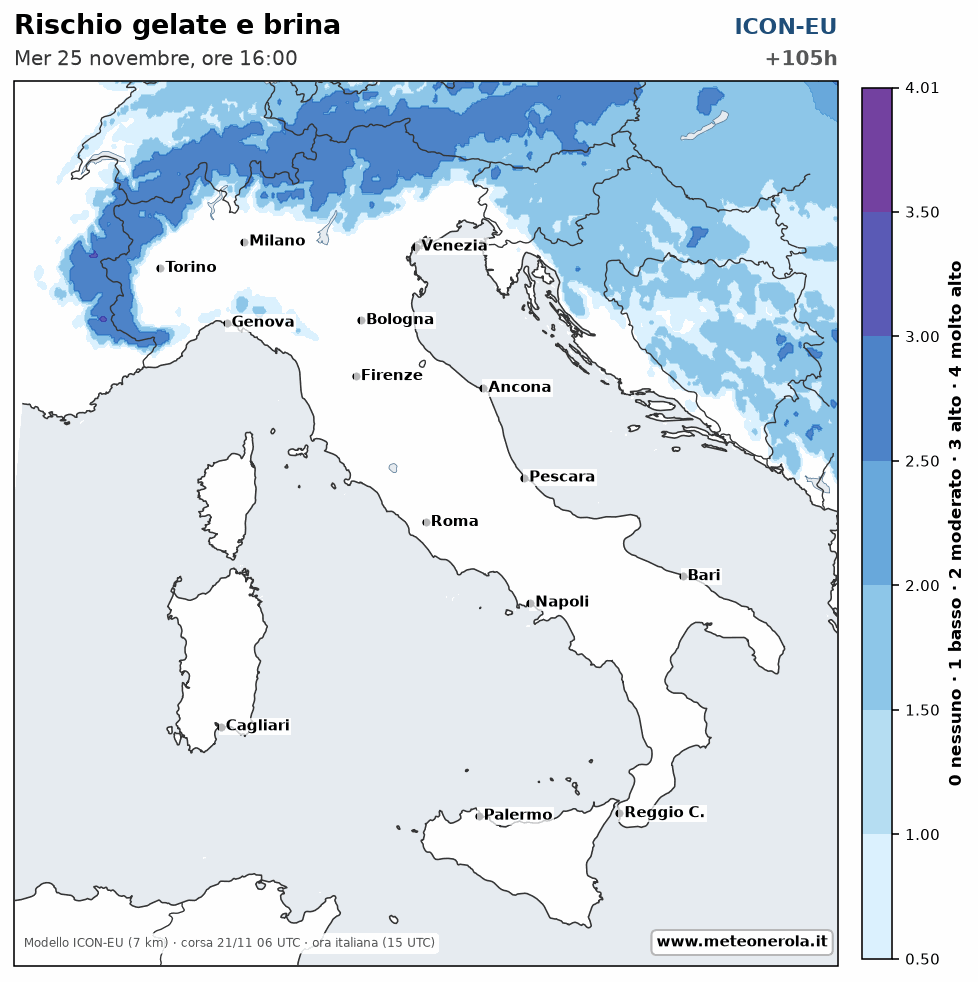 Rischio gelate e brina
ICON-EU
Mer 25 novembre, ore 16:00
+105h
4.01
3.50
3.00
2.50
2.00
1.50
1.00
0.50
0 nessuno · 1 basso · 2 moderato · 3 alto · 4 molto alto
Milano
Venezia
Torino
Genova
Bologna
Firenze
Ancona
Pescara
Roma
Bari
Napoli
Cagliari
Palermo
Reggio C.
Modello ICON-EU (7 km) · corsa 21/11 06 UTC · ora italiana (15 UTC)
www.meteonerola.it